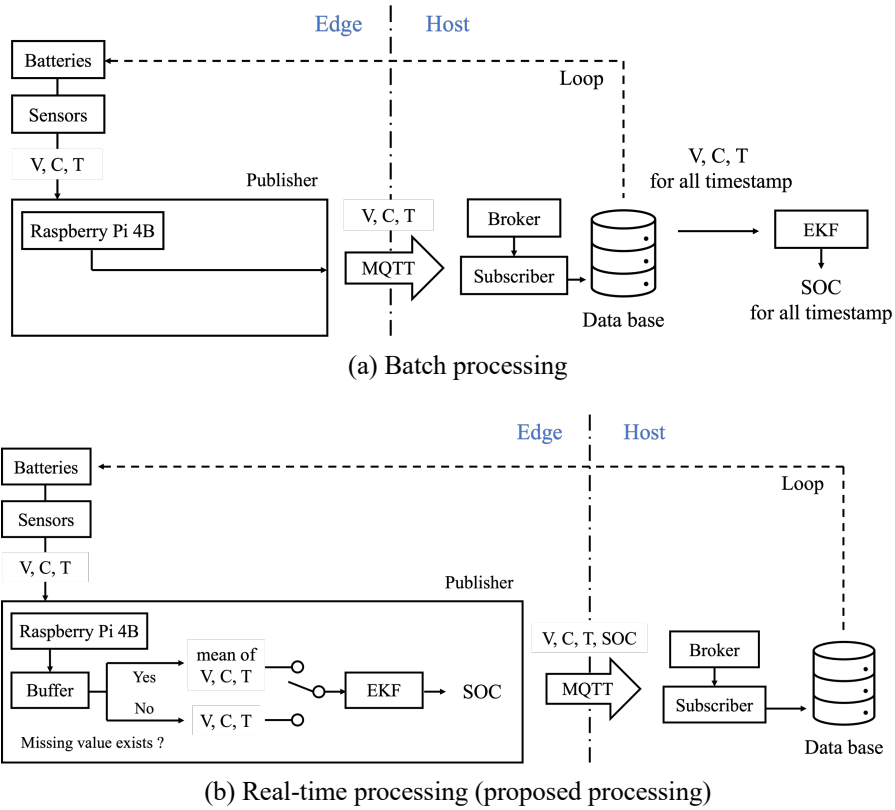 Edge
Host
Batteries
Loop
Sensors
V, C, T
for all timestamp
V, C, T
Publisher
V, C, T
Raspberry Pi 4B
Broker
EKF
MQTT
Subscriber
SOC
for all timestamp
Data base
(a) Batch processing
Edge
Host
Batteries
Loop
Sensors
V, C, T
Publisher
Raspberry Pi 4B
V, C, T, SOC
mean of
V, C, T
Broker
Buffer
Yes
EKF
SOC
MQTT
Subscriber
No
V, C, T
Missing value exists ?
Data base
(b) Real-time processing (proposed processing)